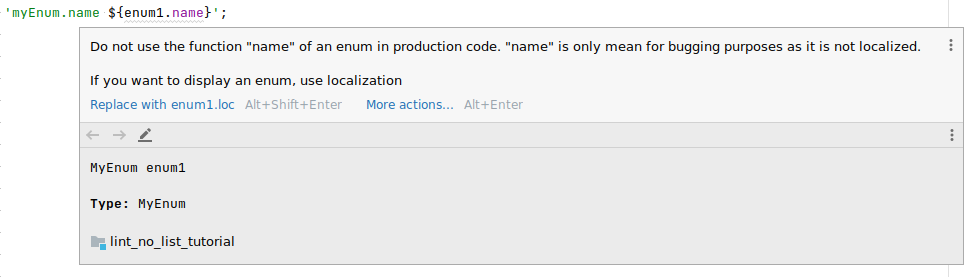 'myEnum.name ${enum1.name}';
Do not use the function "name" of an enum in production code. "name" is only mean for bugging purposes as it is not localized.
If you want to display an enum, use localization
Replace with enum1.loc Alt+Shift+Enter More actions... Alt+Enter
MyEnum enum1
Type: MyEnum
lint_no_list_tutorial